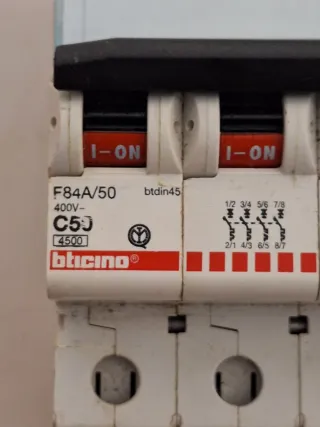 I-ON I-ON
F84A/50 btdin45
400V~
C50
4500
bticino®
1/2 3/4 5/6 7/8
2/1 4/3 6/5 8/7